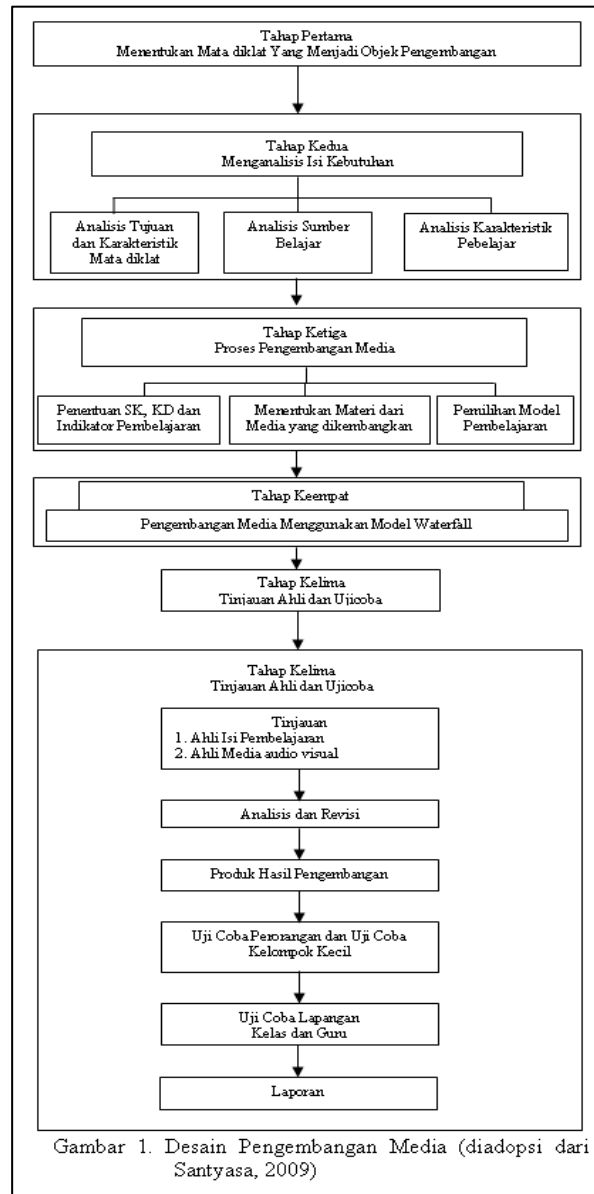 Tahap Pertama
Menentukan Mata diklat Yang Menjadi Objek Pengembangan
Tahap Kedua
Menganalisis Isi Kebutuhan
Analisis Tujuan
dan Karakteristik
Mata diklat
Analisis Sumber
Belajar
Analisis Karakteristik
Pebelajar
Tahap Ketiga
Proses Pengembangan Media
Penentuan SK, KD dan
Indikator Pembelajaran
Menentukan Materi dari
Media yang dikembangkan
Pemilihan Model
Pembelajaran
Tahap Keempat
Pengembangan Media Menggunakan Model Waterfall
Tahap Kelima
Tinjauan Ahli dan Ujicoba
Tahap Kelima
Tinjauan Ahli dan Ujicoba
Tinjauan
1. Ahli Isi Pembelajaran
2. Ahli Media audio visual
Analisis dan Revisi
Produk Hasil Pengembangan
Uji Coba Perorangan dan Uji Coba
Kelompok Kecil
Uji Coba Lapangan
Kelas dan Guru
Laporan
Gambar 1. Desain Pengembangan Media (diadopsi dari
Santyasa, 2009)